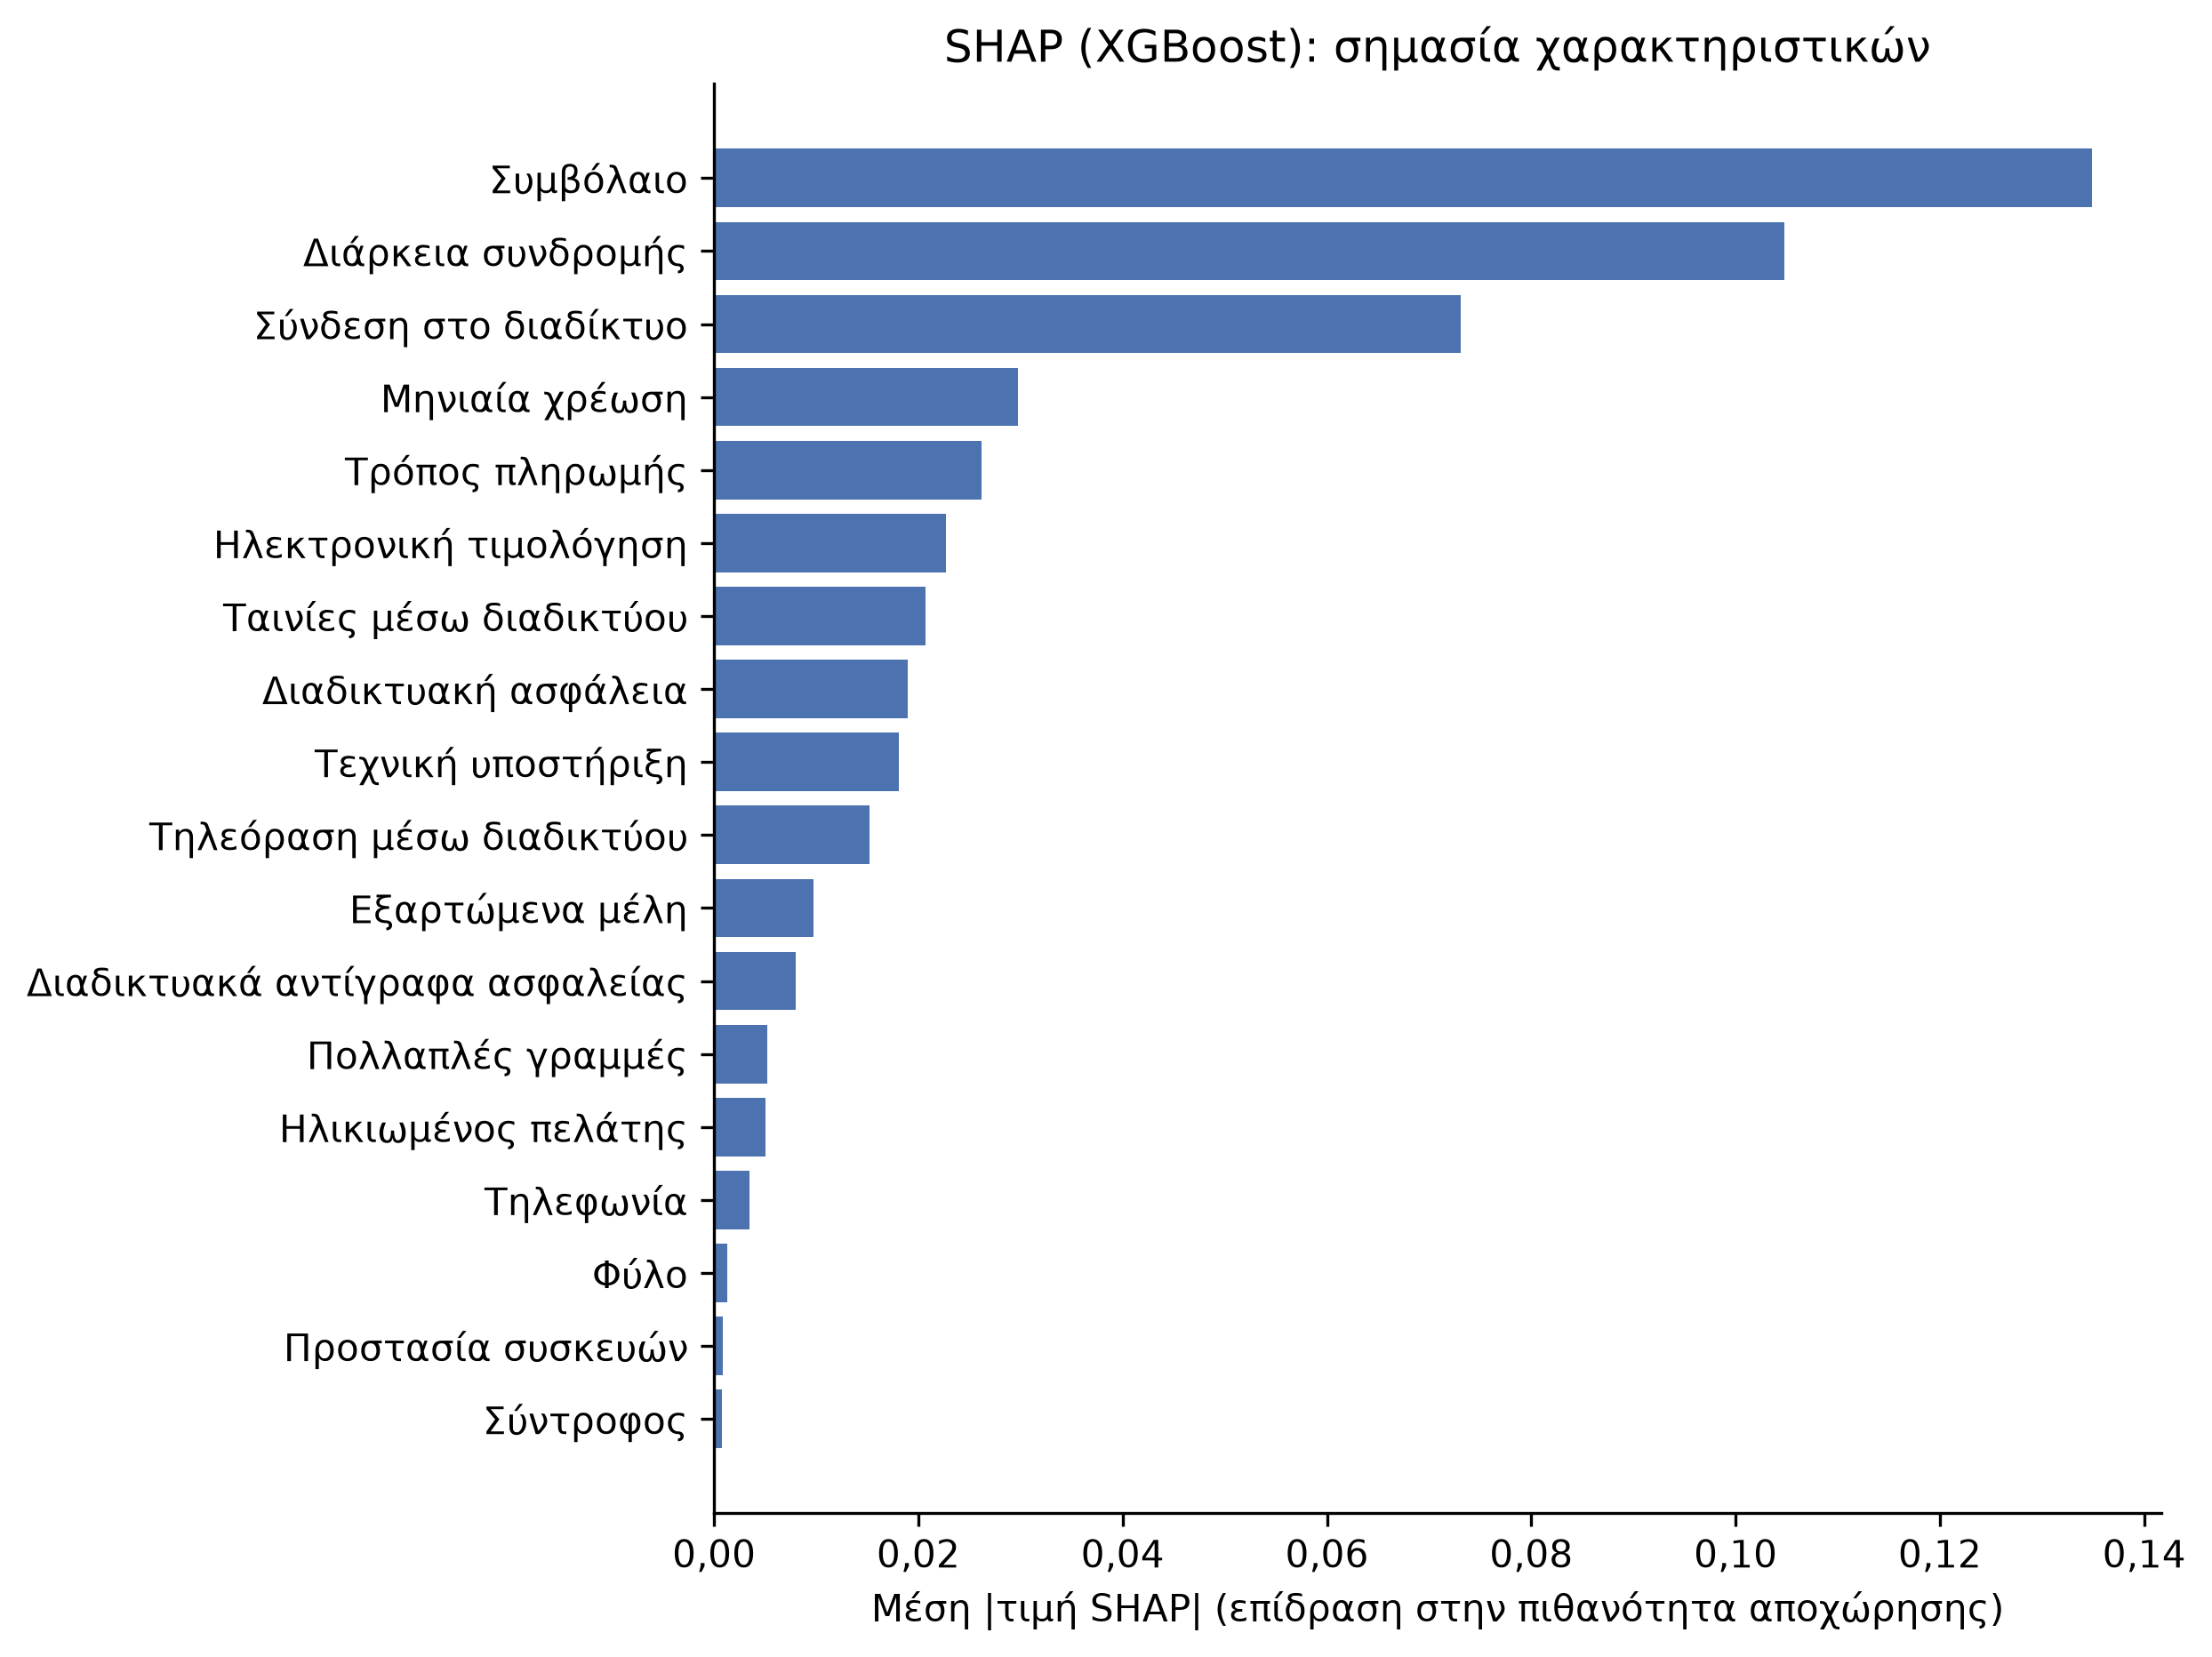 SHAP (XGBoost): σημασία χαρακτηριστικών
Συμβόλαιο
Διάρκεια συνδρομής
Σύνδεση στο διαδίκτυο
Μηνιαία χρέωση
Τρόπος πληρωμής
Ηλεκτρονική τιμολόγηση
Ταινίες μέσω διαδικτύου
Διαδικτυακή ασφάλεια
Τεχνική υποστήριξη
Τηλεόραση μέσω διαδικτύου
Εξαρτώμενα μέλη
Διαδικτυακά αντίγραφα ασφαλείας
Πολλαπλές γραμμές
Ηλικιωμένος πελάτης
Τηλεφωνία
Φύλο
Προστασία συσκευών
Σύντροφος
0,00 0,02 0,04 0,06 0,08 0,10 0,12 0,14
Μέση |τιμή SHAP| (επίδραση στην πιθανότητα αποχώρησης)